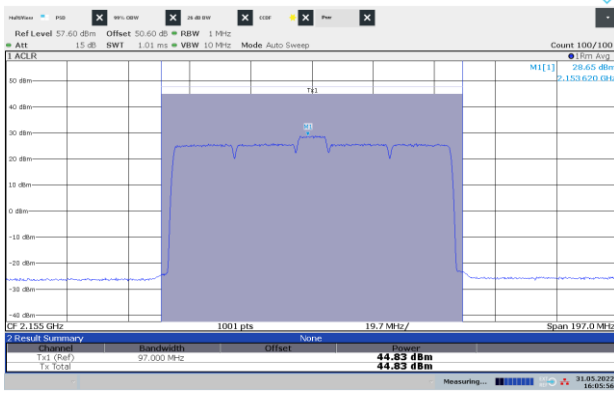 MultiView PSD X 99% OBW X 26 dB BW X CCDF X Pwr X
Ref Level 57.60 dBm Offset 50.60 dB RBW 1 MHz
Att 15 dB SWT 1.01 ms VBW 10 MHz Mode Auto Sweep Count 100/100
1 ACLR 1Rm Avg
M1[1] 28.65 dBm
2.153620 GHz
50 dBm
Tx1
40 dBm
30 dBm
M1
20 dBm
10 dBm
0 dBm
-10 dBm
-20 dBm
-30 dBm
-40 dBm
CF 2.155 GHz 1001 pts 19.7 MHz/ Span 197.0 MHz
2 Result Summary None
Channel Bandwidth Offset Power
Tx1 (Ref) 97.000 MHz 44.83 dBm
Tx Total 44.83 dBm
Measuring... 31.05.2022
16:05:56